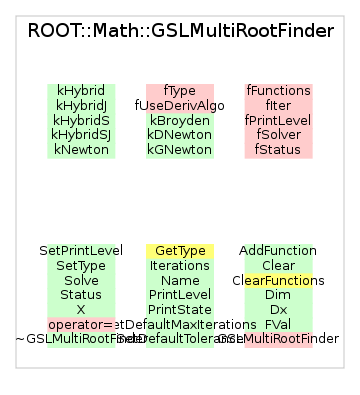 ROOT::Math::GSLMultiRootFinder
kHybrid
kHybridJ
kHybridS
kHybridSJ
kNewton
fType
fUseDerivAlgo
kBroyden
kDNewton
kGNewton
fFunctions
fIter
fPrintLevel
fSolver
fStatus
SetPrintLevel
SetType
Solve
Status
X
operator=
~GSLMultiRootFinder
GetType
Iterations
Name
PrintLevel
PrintState
etDefaultMaxIterations
SetDefaultTolerance
AddFunction
Clear
ClearFunctions
Dim
Dx
FVal
GSLMultiRootFinder